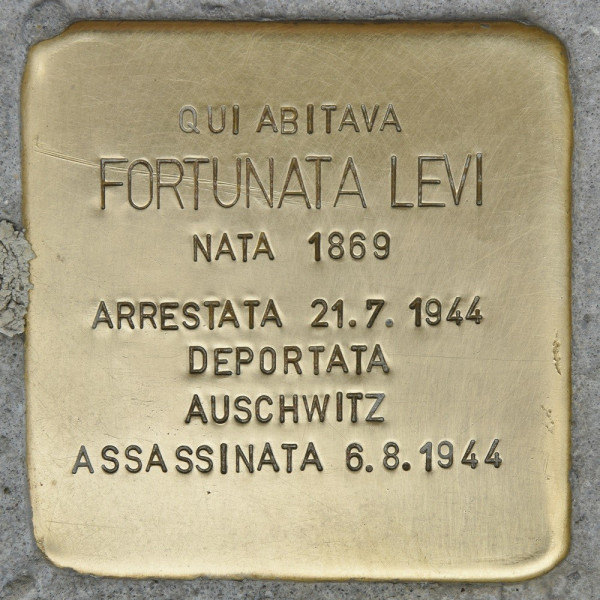 QUI ABITAVA
FORTUNATA LEVI
NATA 1869
ARRESTATA 21.7.1944
DEPORTATA
AUSCHWITZ
ASSASSINATA 6.8.1944